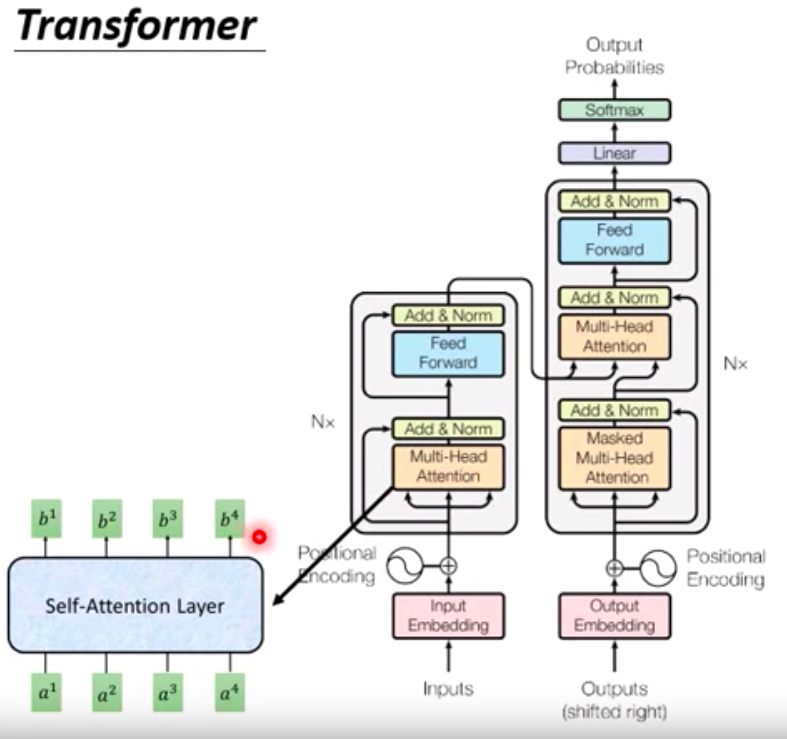 Transformer
Output
Probabilities
Softmax
Linear
Add & Norm
Feed
Forward
Add & Norm
Multi-Head
Attention
Nx
Add & Norm
Masked
Multi-Head
Attention
Positional
Encoding
Output
Embedding
Outputs
(shifted right)
Add & Norm
Feed
Forward
Nx
Add & Norm
Multi-Head
Attention
Positional
Encoding
Input
Embedding
Inputs
b¹ b² b³ b⁴
Self-Attention Layer
a¹ a² a³ a⁴